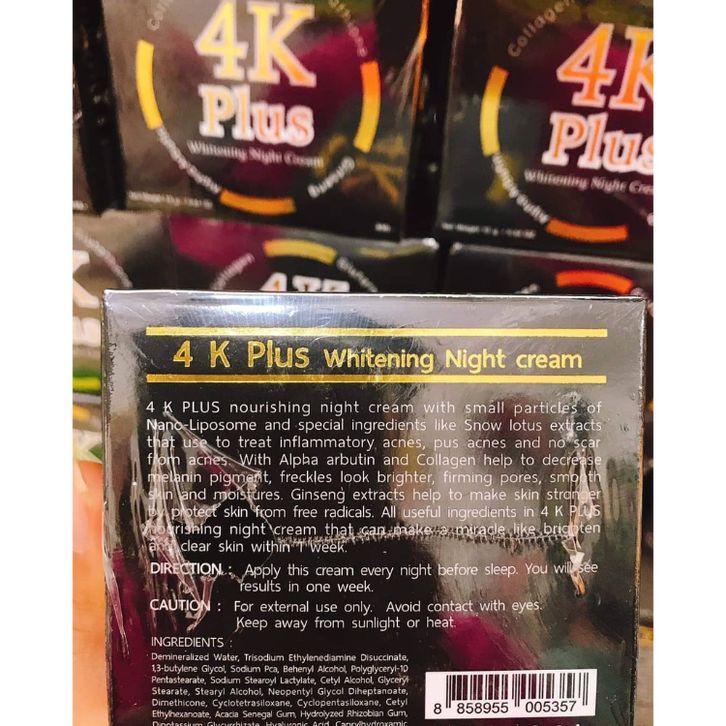 4K
Plus
Whitening Night Cream
Ginseng
Collagen
4K
Plus
Whitening Night Cre
Collagen
4 K Plus Whitening Night cream
4 K PLUS nourishing night cream with small particles of
Nano-Liposome and special ingredients like Snow lotus extracts
that use to treat inflammatory acnes, pus acnes and no scar
from acnes. With Alpha arbutin and Collagen help to decrease
melanin pigment, freckles look brighter, firming pores, smooth
skin and moistures. Ginseng extracts help to make skin stronger
by protect skin from free radicals. All useful ingredients in 4 K PLUS
nourishing night cream that can make a miracle like brighten
and clear skin within 1 week.
DIRECTION : Apply this cream every night before sleep. You will see
results in one week.
CAUTION : For external use only. Avoid contact with eyes.
Keep away from sunlight or heat.
INGREDIENTS :
Demineralized Water, Trisodium Ethylenediamine Disuccinate,
1,3-butylene Glycol, Sodium Pca, Behenyl Alcohol, Polyglyceryl-10
Pentastearate, Sodium Stearoyl Lactylate, Cetyl Alcohol, Glyceryl
Stearate, Stearyl Alcohol, Neopentyl Glycol Diheptanoate,
Dimethicone, Cyclotetrasiloxane, Cyclopentasiloxane, Cetyl
Ethylhexanoate, Acacia Senegal Gum, Hydrolyzed Rhizobian Gum,
Dipotassium Glycyrrhizate, Hyaluronic Acid, Caprylhydroxamic
8 858955 005357